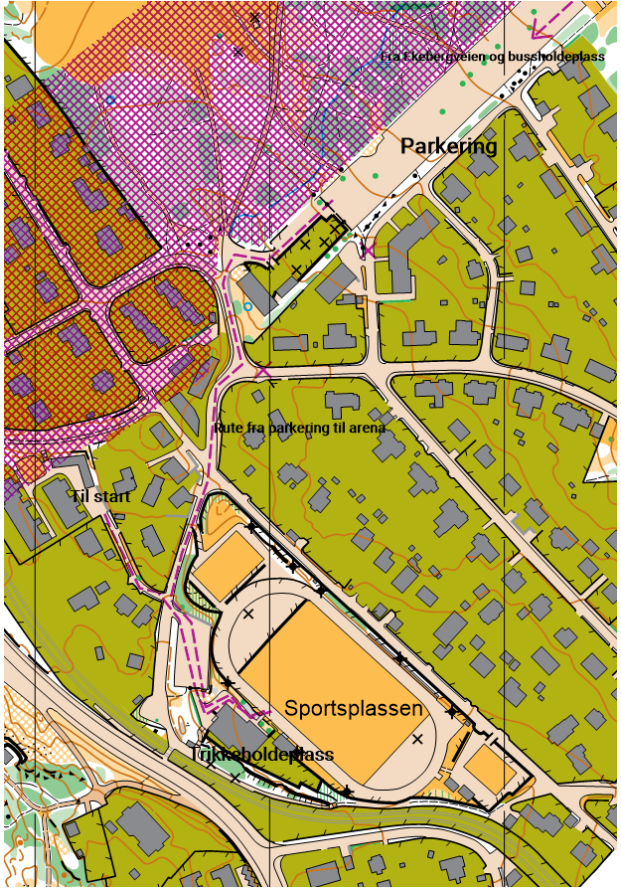 Fra Ekebergveien og bussholdeplass
Parkering
Rute fra parkering til arena
Til start
Sportsplassen
Trikkeholdeplass